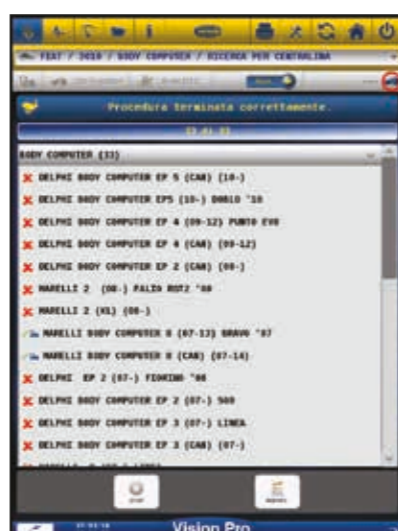 FIAT / 2010 / BODY COMPUTER / RICERCA PER CENTRALINA
Procedura terminata correttamente.
BODY COMPUTER (33)
DELPHI BODY COMPUTER EP 5 (CAN) (10-)
DELPHI BODY COMPUTER EP5 (10-) DOBLO '10
DELPHI BODY COMPUTER EP 4 (09-12) PUNTO EVO
DELPHI BODY COMPUTER EP 4 (CAN) (09-12)
DELPHI BODY COMPUTER EP 2 (CAN) (08-)
MARELLI 2 (08-) PALIO RST2 '08
MARELLI 2 (KL) (08-)
MARELLI BODY COMPUTER 8 (07-13) BRAVO '07
MARELLI BODY COMPUTER 8 (CAN) (07-14)
DELPHI EP 2 (07-) FIORINO '08
DELPHI BODY COMPUTER EP 2 (07-) 500
DELPHI BODY COMPUTER EP 3 (07-) LINEA
DELPHI BODY COMPUTER EP 3 (CAN) (07-)
STOP
Vision Pro